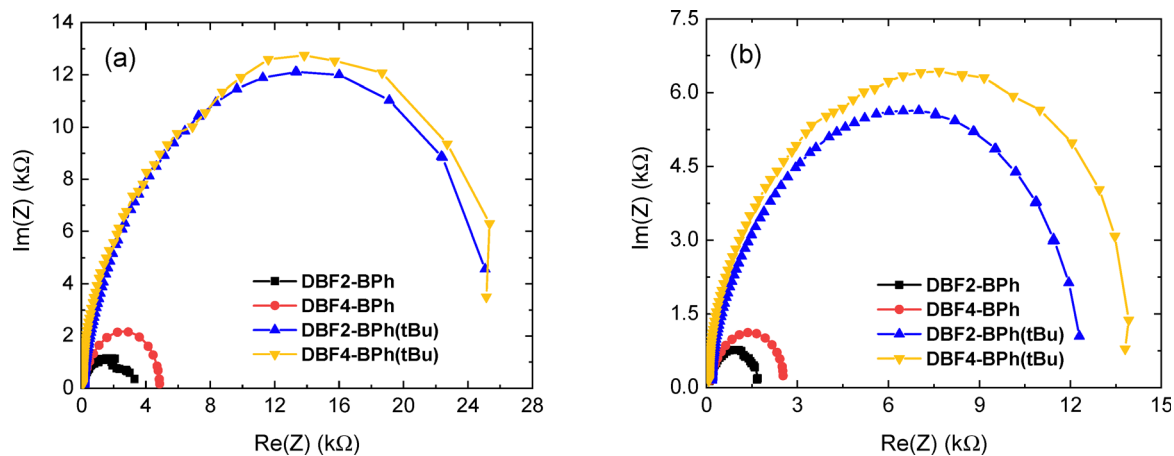 (a)
14
12
10
8
6
4
2
0
Im(Z) (kΩ)
DBF2-BPh
DBF4-BPh
DBF2-BPh(tBu)
DBF4-BPh(tBu)
0 4 8 12 16 20 24 28
Re(Z) (kΩ)
(b)
7.5
6.0
4.5
3.0
1.5
0.0
Im(Z) (kΩ)
DBF2-BPh
DBF4-BPh
DBF2-BPh(tBu)
DBF4-BPh(tBu)
0 3 6 9 12 15
Re(Z) (kΩ)